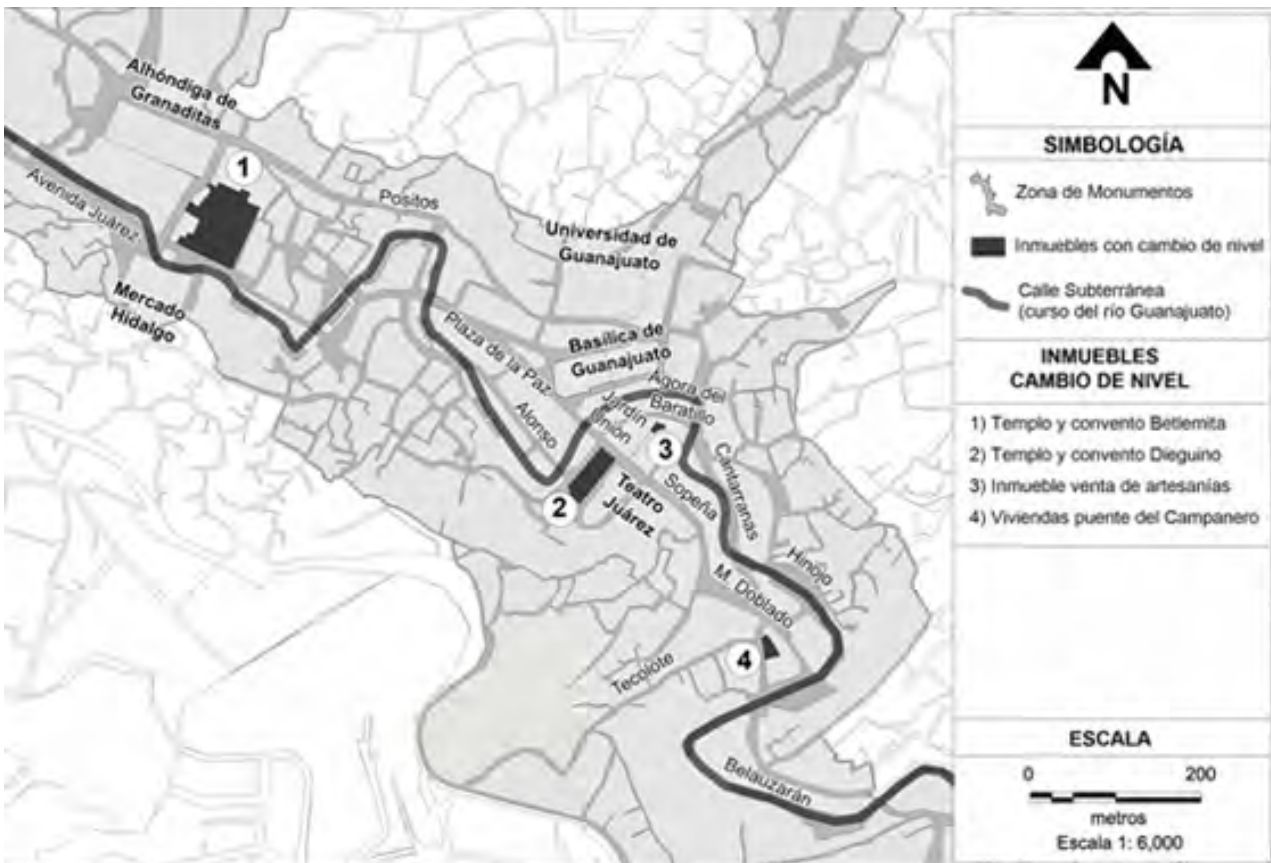 Alhóndiga de
Granaditas
1
Avenida Juárez
Positos
Mercado
Hidalgo
Universidad de
Guanajuato
Plaza de la Paz
Basílica de
Guanajuato
Alonso
Jardín
Unión
Ágora del
Baratillo
3
Cantarranas
Sopeña
2
Teatro
Juárez
Hinojo
M. Doblado
4
Tecolote
Belauzarán
N
SIMBOLOGÍA
Zona de Monumentos
Inmuebles con cambio de nivel
Calle Subterránea
(curso del río Guanajuato)
INMUEBLES
CAMBIO DE NIVEL
1) Templo y convento Betlemita
2) Templo y convento Dieguino
3) Inmueble venta de artesanías
4) Viviendas puente del Campanero
ESCALA
0 200
metros
Escala 1: 6,000